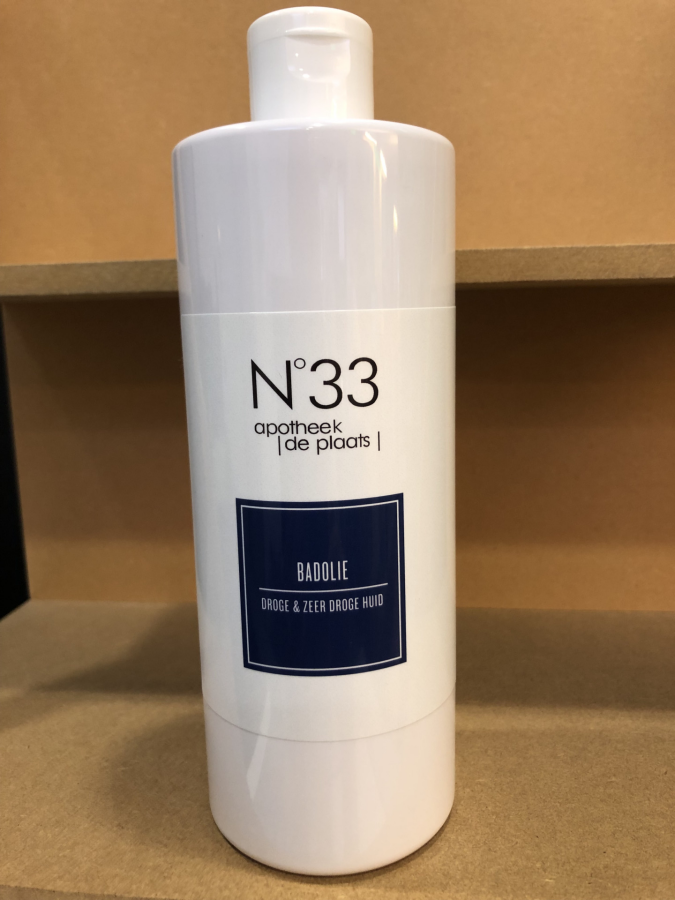 N°33
apotheek
|de plaats|
BADOLIE
DROGE & ZEER DROGE HUID